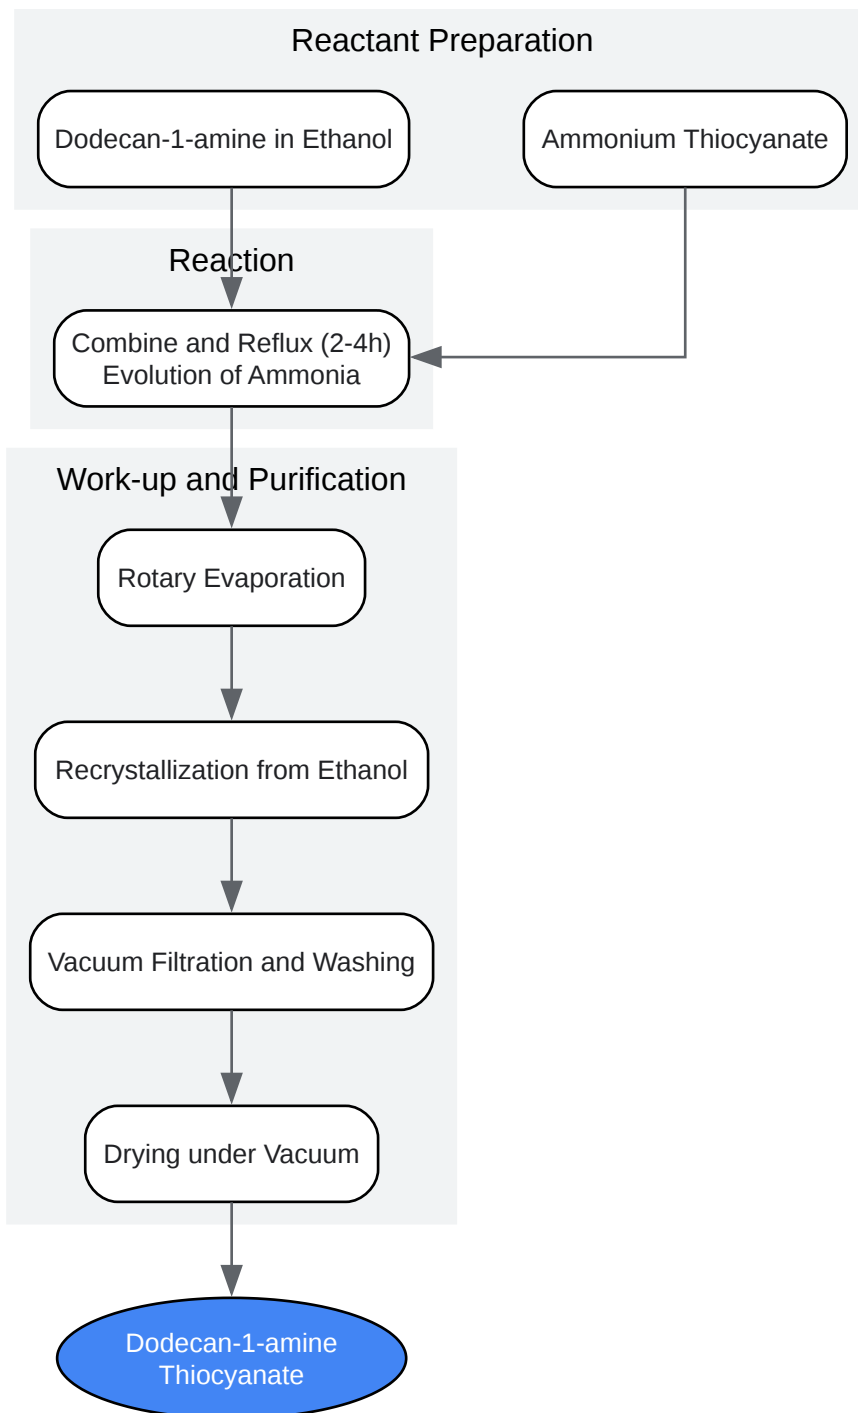 Reactant Preparation
Dodecan-1-amine in Ethanol
Ammonium Thiocyanate
Reaction
Combine and Reflux (2-4h)
Evolution of Ammonia
Work-up and Purification
Rotary Evaporation
Recrystallization from Ethanol
Vacuum Filtration and Washing
Drying under Vacuum
Dodecan-1-amine
Thiocyanate